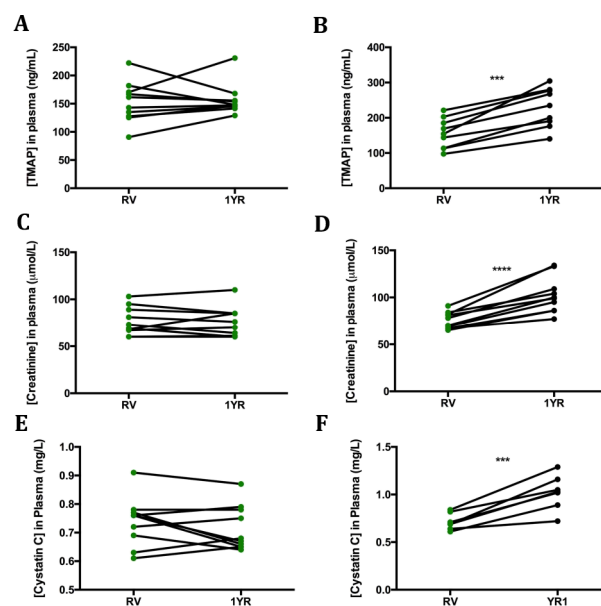 A
[TMAP] in plasma (ng/mL)
250
200
150
100
50
0
RV
1YR
B
[TMAP] in plasma (ng/mL)
400
300
200
100
0
***
RV
1YR
C
[Creatinine] in plasma (μmol/L)
150
100
50
0
RV
1YR
D
[Creatinine] in plasma (μmol/L)
150
100
50
0
****
RV
1YR
E
[Cystatin C] in Plasma (mg/L)
1.0
0.9
0.8
0.7
0.6
0.5
RV
1YR
F
[Cystatin C] in Plasma (mg/L)
1.5
1.0
0.5
0.0
***
RV
YR1